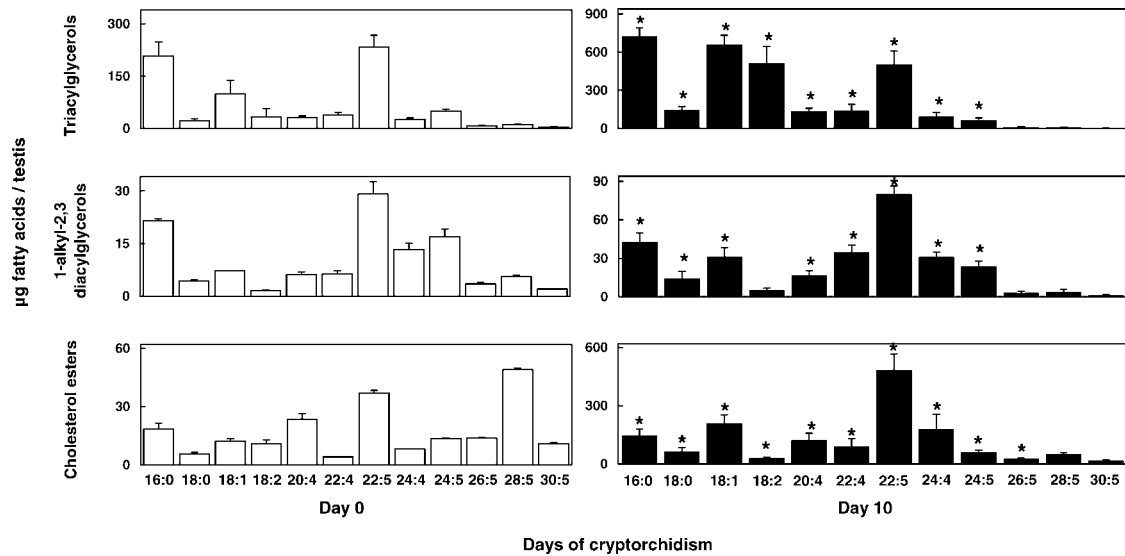 µg fatty acids / testis
Triacylglycerols
300
150
0
900
600
300
0
* * * * * * * * *
1-alkyl-2,3
diacylglycerols
30
15
0
90
60
30
0
* * * * * * * *
Cholesterol esters
60
30
0
600
300
0
* * * * * * * * * *
16:0 18:0 18:1 18:2 20:4 22:4 22:5 24:4 24:5 26:5 28:5 30:5
16:0 18:0 18:1 18:2 20:4 22:4 22:5 24:4 24:5 26:5 28:5 30:5
Day 0
Day 10
Days of cryptorchidism